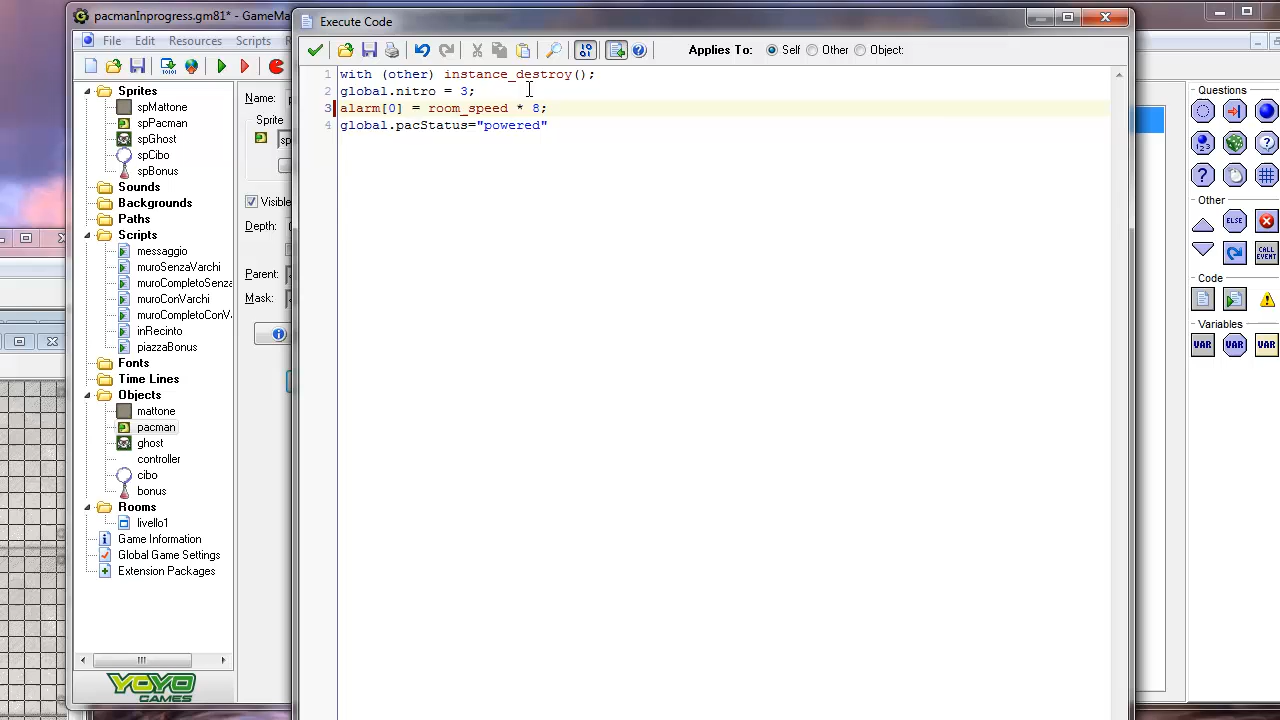 pacmanInprogress.gm81* - GameMa
File Edit Resources Scripts
Sprites
spMattone
spPacman
spGhost
spCibo
spBonus
Sounds
Backgrounds
Paths
Scripts
messaggio
muroSenzaVarchi
muroCompletoSenza
muroConVarchi
muroCompletoConVa
inRecinto
piazzaBonus
Fonts
Time Lines
Objects
mattone
pacman
ghost
controller
cibo
bonus
Rooms
livello1
Game Information
Global Game Settings
Extension Packages
YOYO
GAMES
Name:
Sprite
Visible
Depth:
Parent:
Mask:
Execute Code
Applies To: Self Other Object:
1 with (other) instance_destroy();
2 global.nitro = 3;
3 alarm[0] = room_speed * 8;
4 global.pacStatus="powered"
Questions
Other
ELSE
CALL EVENT
Code
Variables
VAR VAR VAR